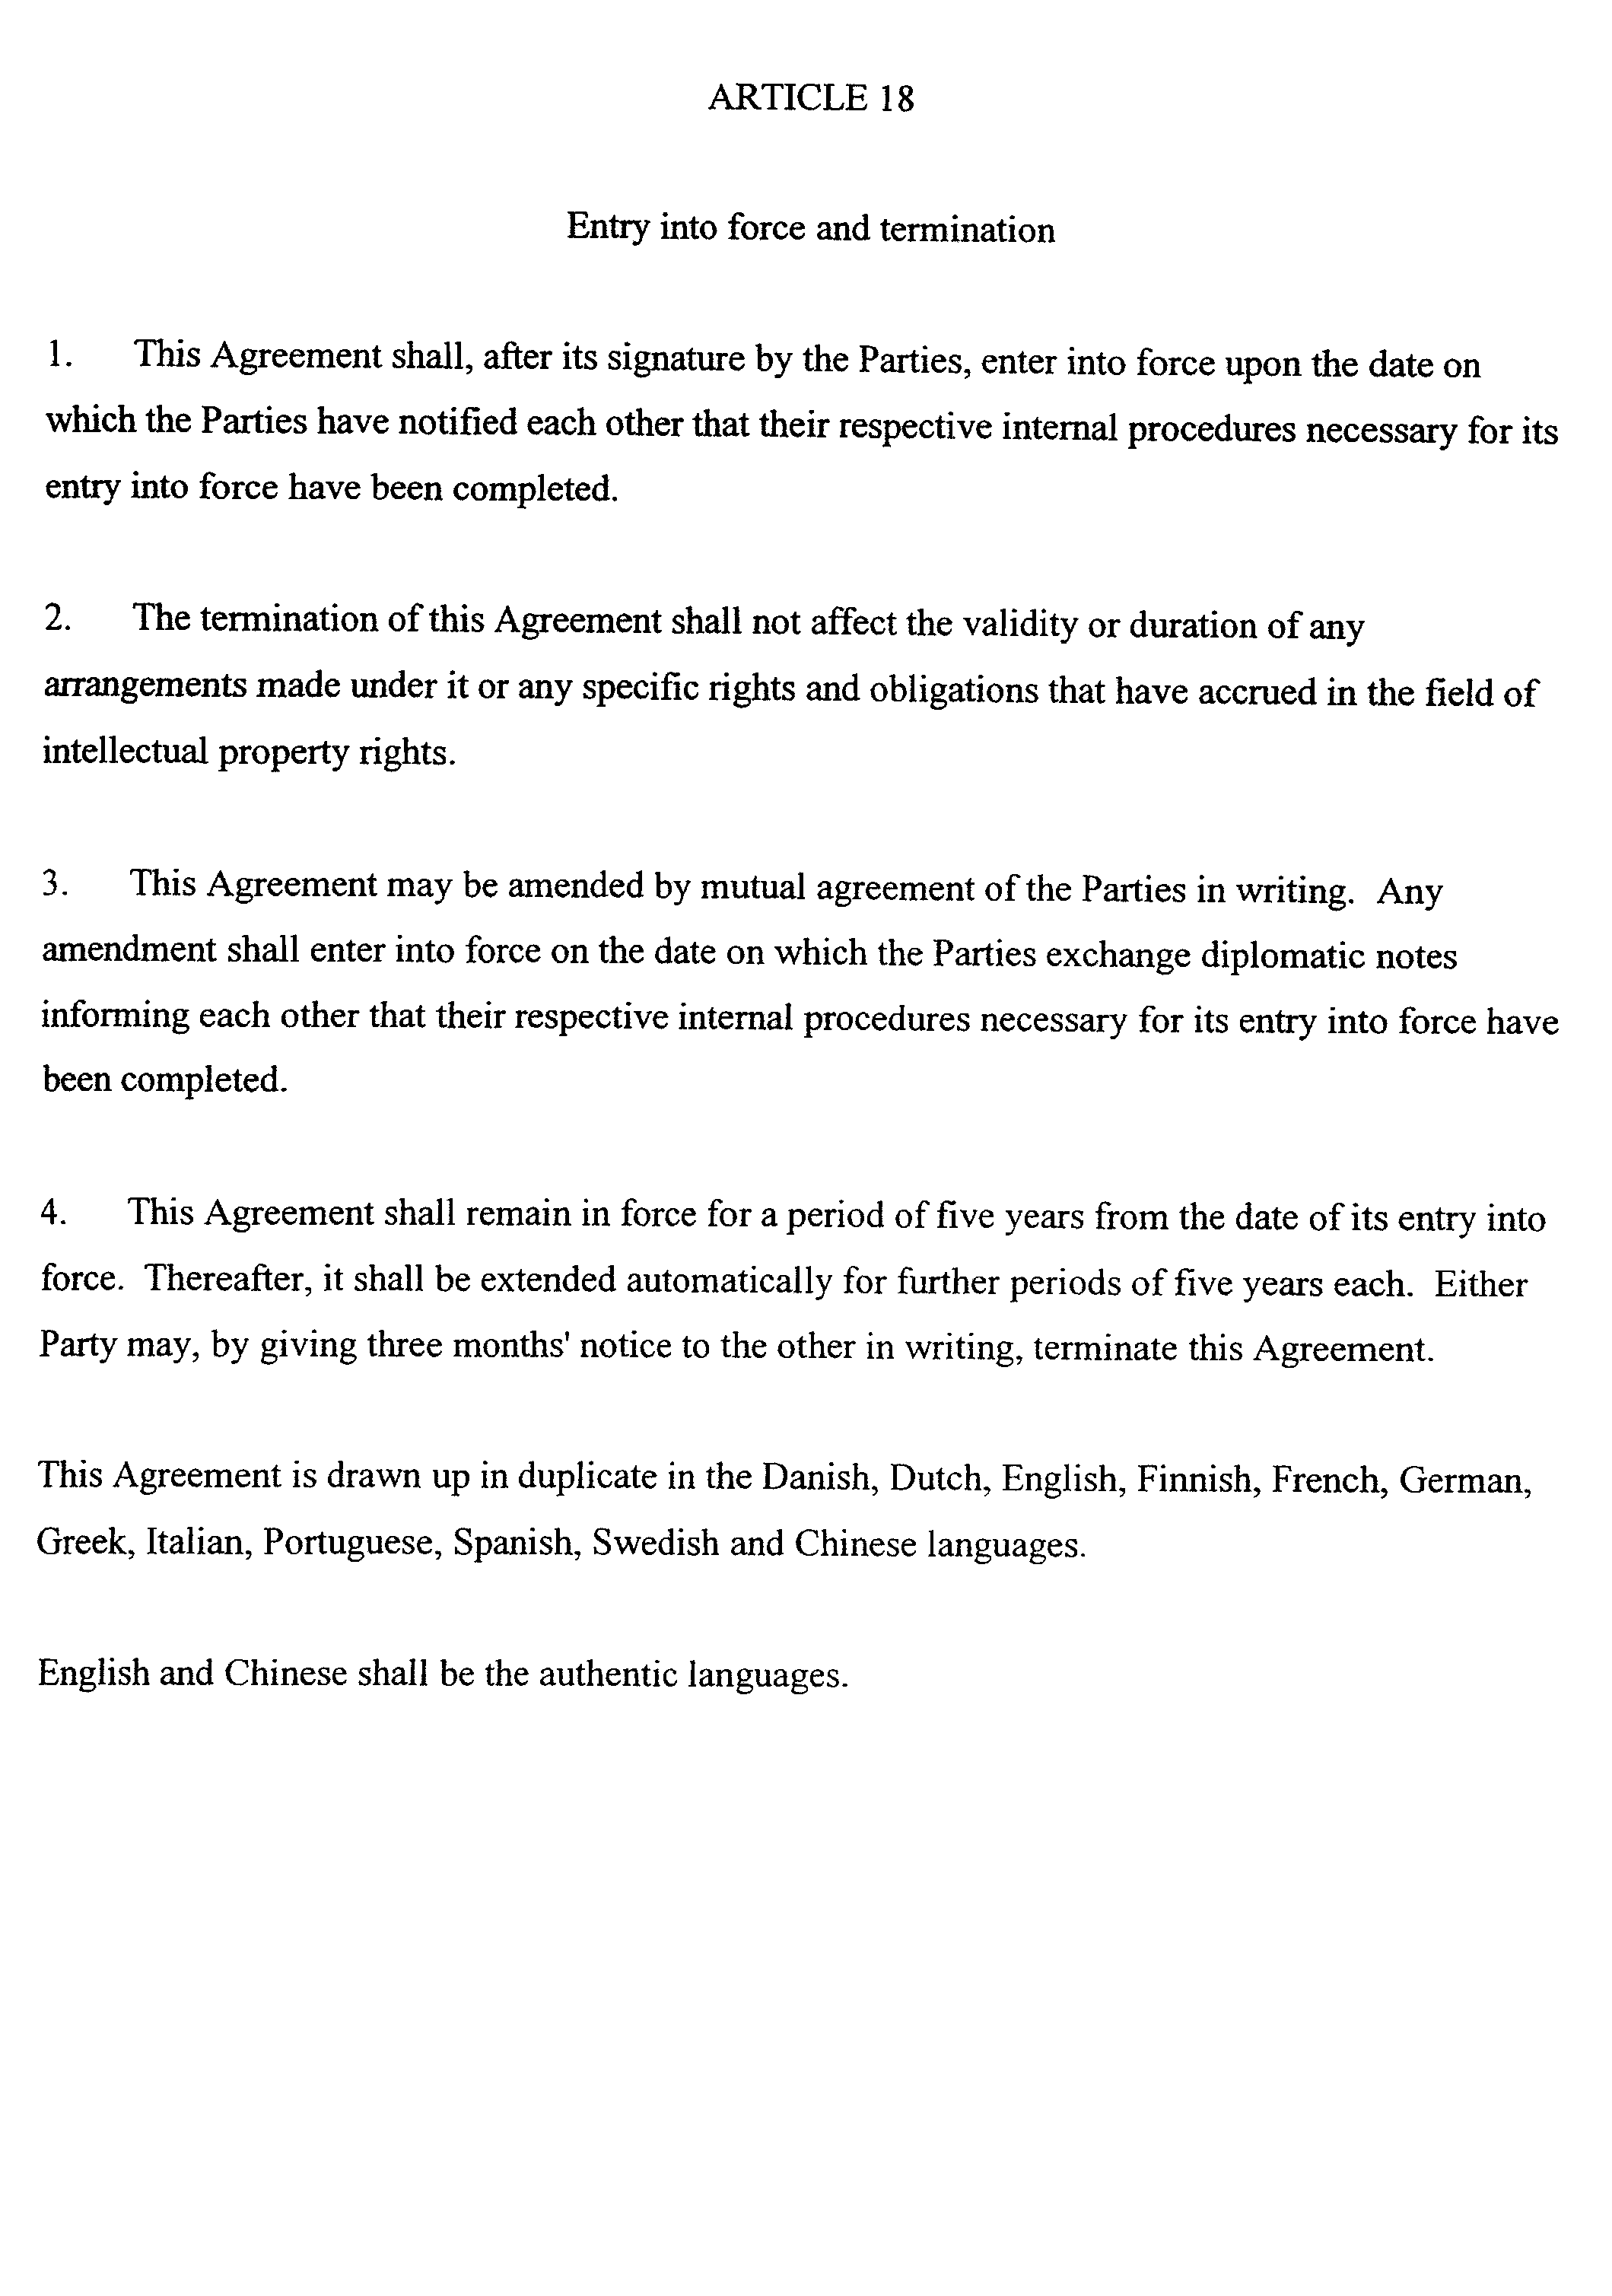 ARTICLE 18
Entry into force and termination
1. This Agreement shall, after its signature by the Parties, enter into force upon the date on
which the Parties have notified each other that their respective internal procedures necessary for its
entry into force have been completed.
2. The termination of this Agreement shall not affect the validity or duration of any
arrangements made under it or any specific rights and obligations that have accrued in the field of
intellectual property rights.
3. This Agreement may be amended by mutual agreement of the Parties in writing. Any
amendment shall enter into force on the date on which the Parties exchange diplomatic notes
informing each other that their respective internal procedures necessary for its entry into force have
been completed.
4. This Agreement shall remain in force for a period of five years from the date of its entry into
force. Thereafter, it shall be extended automatically for further periods of five years each. Either
Party may, by giving three months' notice to the other in writing, terminate this Agreement.
This Agreement is drawn up in duplicate in the Danish, Dutch, English, Finnish, French, German,
Greek, Italian, Portuguese, Spanish, Swedish and Chinese languages.
English and Chinese shall be the authentic languages.